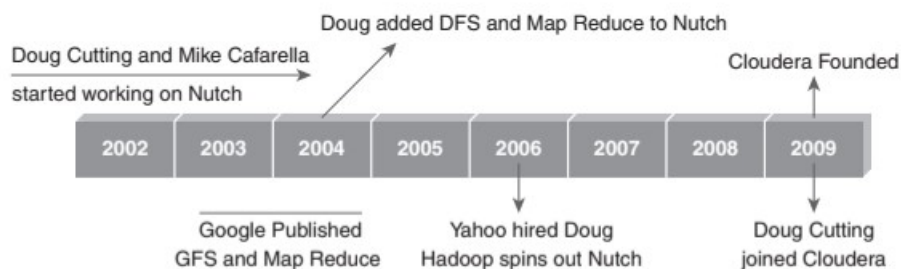 Doug added DFS and Map Reduce to Nutch
Doug Cutting and Mike Cafarella
started working on Nutch
Cloudera Founded
2002 2003 2004 2005 2006 2007 2008 2009
Google Published
GFS and Map Reduce
Yahoo hired Doug
Hadoop spins out Nutch
Doug Cutting
joined Cloudera